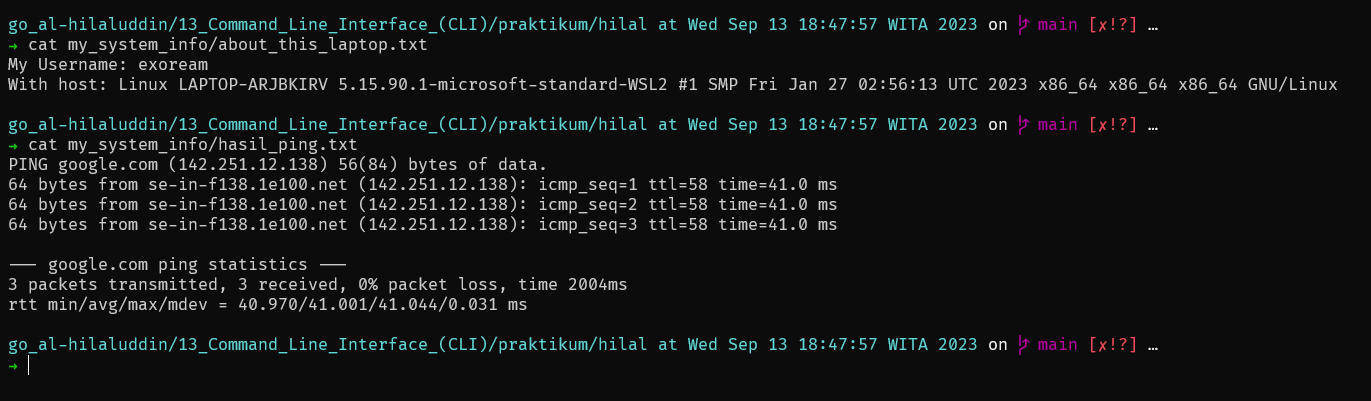 go_al-hilaluddin/13_Command_Line_Interface_(CLI)/praktikum/hilal at Wed Sep 13 18:47:57 WITA 2023 on  main [✗!?] …
→ cat my_system_info/about_this_laptop.txt
My Username: exoream
With host: Linux LAPTOP-ARJBKIRV 5.15.90.1-microsoft-standard-WSL2 #1 SMP Fri Jan 27 02:56:13 UTC 2023 x86_64 x86_64 x86_64 GNU/Linux
go_al-hilaluddin/13_Command_Line_Interface_(CLI)/praktikum/hilal at Wed Sep 13 18:47:57 WITA 2023 on  main [✗!?] …
→ cat my_system_info/hasil_ping.txt
PING google.com (142.251.12.138) 56(84) bytes of data.
64 bytes from se-in-f138.1e100.net (142.251.12.138): icmp_seq=1 ttl=58 time=41.0 ms
64 bytes from se-in-f138.1e100.net (142.251.12.138): icmp_seq=2 ttl=58 time=41.0 ms
64 bytes from se-in-f138.1e100.net (142.251.12.138): icmp_seq=3 ttl=58 time=41.0 ms
--- google.com ping statistics ---
3 packets transmitted, 3 received, 0% packet loss, time 2004ms
rtt min/avg/max/mdev = 40.970/41.001/41.044/0.031 ms
go_al-hilaluddin/13_Command_Line_Interface_(CLI)/praktikum/hilal at Wed Sep 13 18:47:57 WITA 2023 on  main [✗!?] …
→